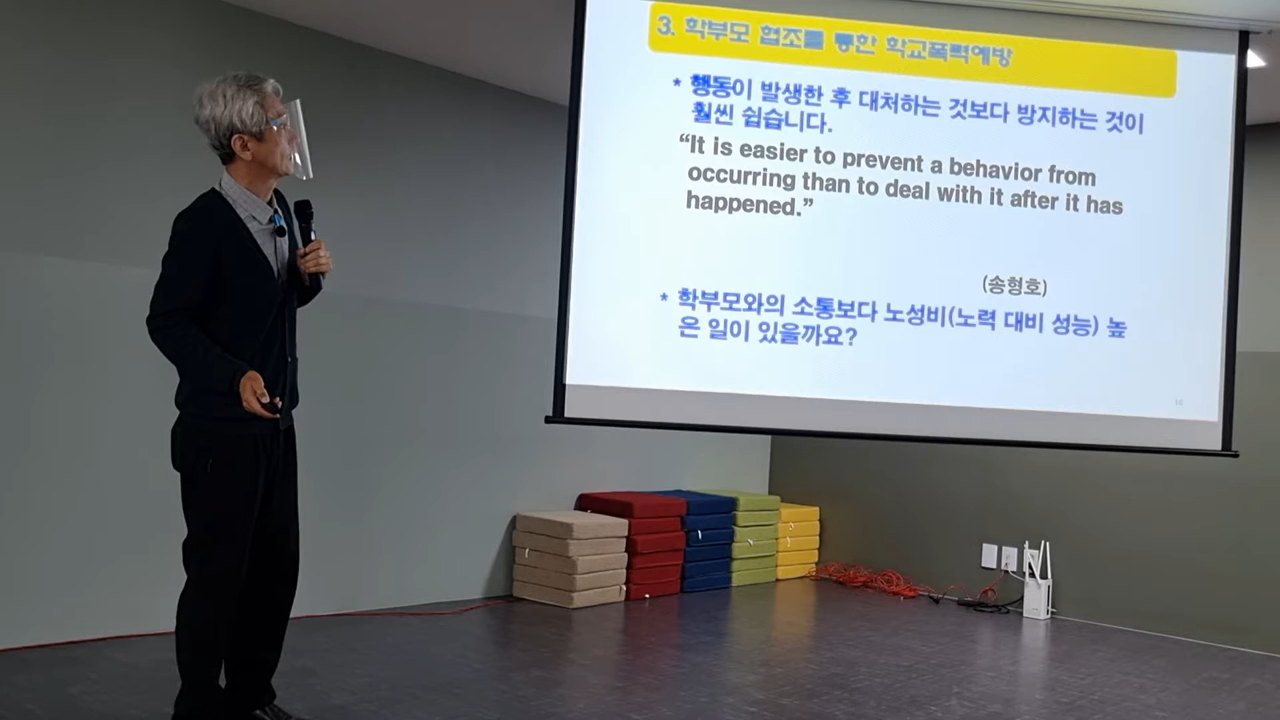 3. 학부모 협조를 통한 학교폭력예방
* 행동이 발생한 후 대처하는 것보다 방지하는 것이
훨씬 쉽습니다.
“It is easier to prevent a behavior from
occurring than to deal with it after it has
happened.”
(송형호)
* 학부모와의 소통보다 노성비(노력 대비 성능) 높
은 일이 있을까요?